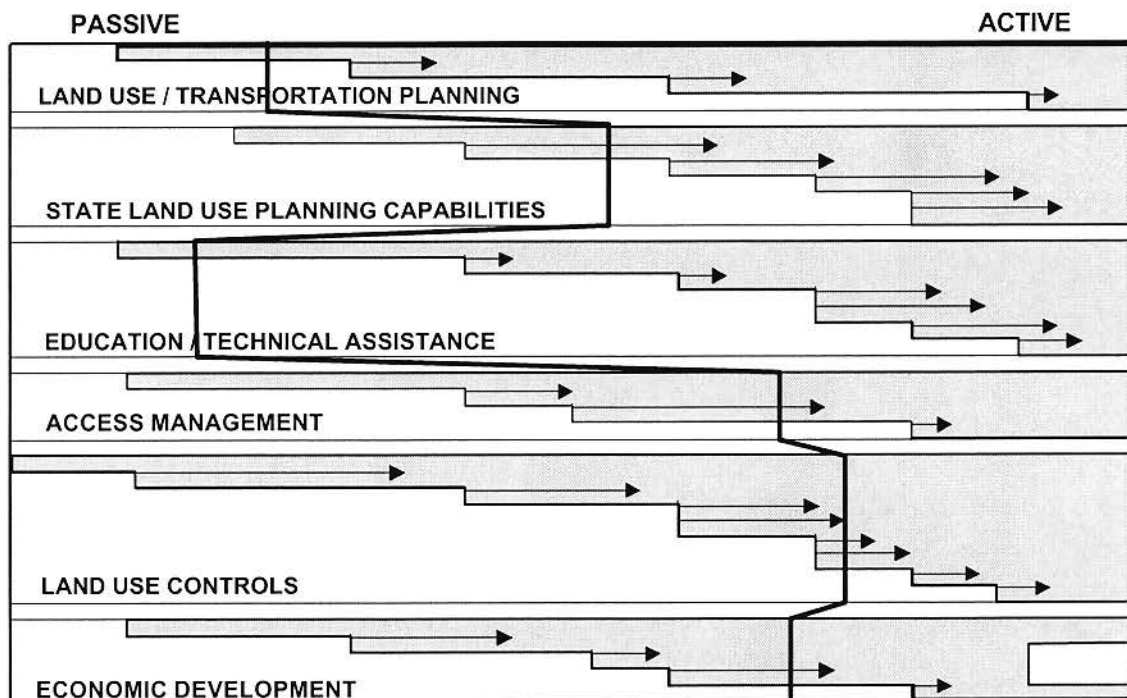 PASSIVE
ACTIVE
LAND USE / TRANSPORTATION PLANNING
STATE LAND USE PLANNING CAPABILITIES
EDUCATION / TECHNICAL ASSISTANCE
ACCESS MANAGEMENT
LAND USE CONTROLS
ECONOMIC DEVELOPMENT